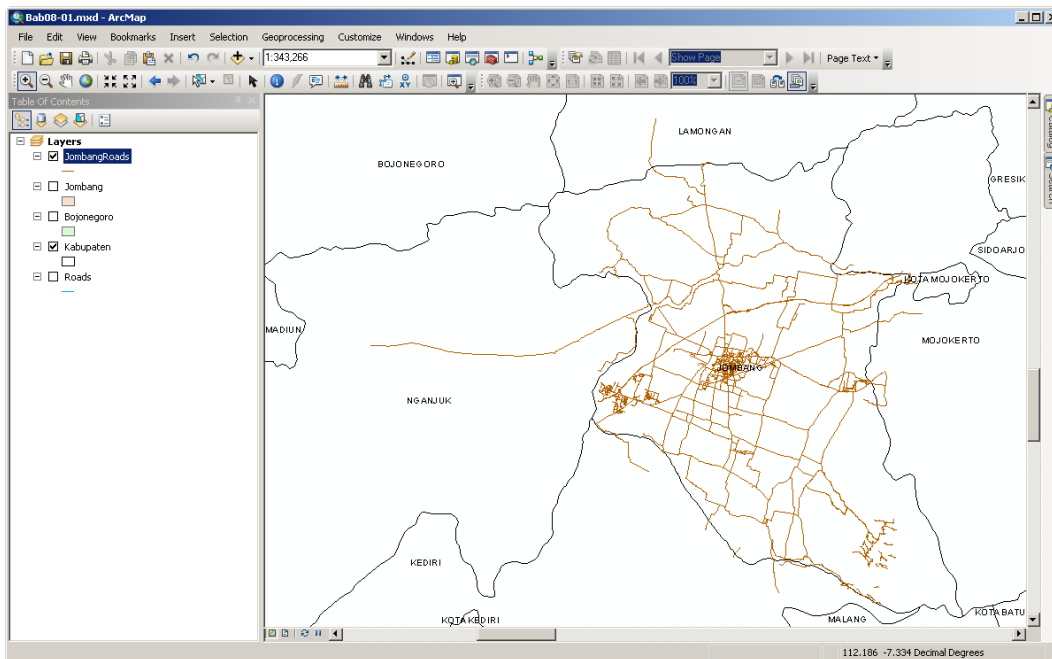 Bab08-01.mxd - ArcMap
File Edit View Bookmarks Insert Selection Geoprocessing Customize Windows Help
1:343,266 Show Page Page Text
100%
Table Of Contents
Layers
JombangRoads
Jombang
Bojonegoro
Kabupaten
Roads
Catalog
Search
LAMONGAN
BOJONEGORO
GRESIK
SIDOARJO
KOTA MOJOKERTO
MADIUN
MOJOKERTO
JOMBANG
NGANJUK
KEDIRI
KOTA KEDIRI
MALANG
KOTA BATU
112.186 -7.334 Decimal Degrees